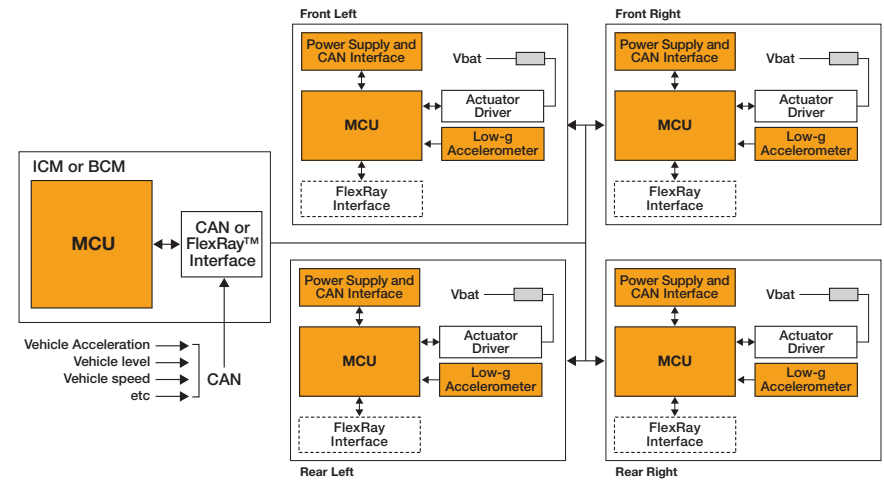 Front Left
Power Supply and
CAN Interface
Vbat
MCU
Actuator
Driver
Low-g
Accelerometer
FlexRay
Interface
Front Right
Power Supply and
CAN Interface
Vbat
MCU
Actuator
Driver
Low-g
Accelerometer
FlexRay
Interface
ICM or BCM
MCU
CAN or
FlexRay™
Interface
Vehicle Acceleration
Vehicle level
Vehicle speed
etc
CAN
Power Supply and
CAN Interface
Vbat
MCU
Actuator
Driver
Low-g
Accelerometer
FlexRay
Interface
Rear Left
Power Supply and
CAN Interface
Vbat
MCU
Actuator
Driver
Low-g
Accelerometer
FlexRay
Interface
Rear Right